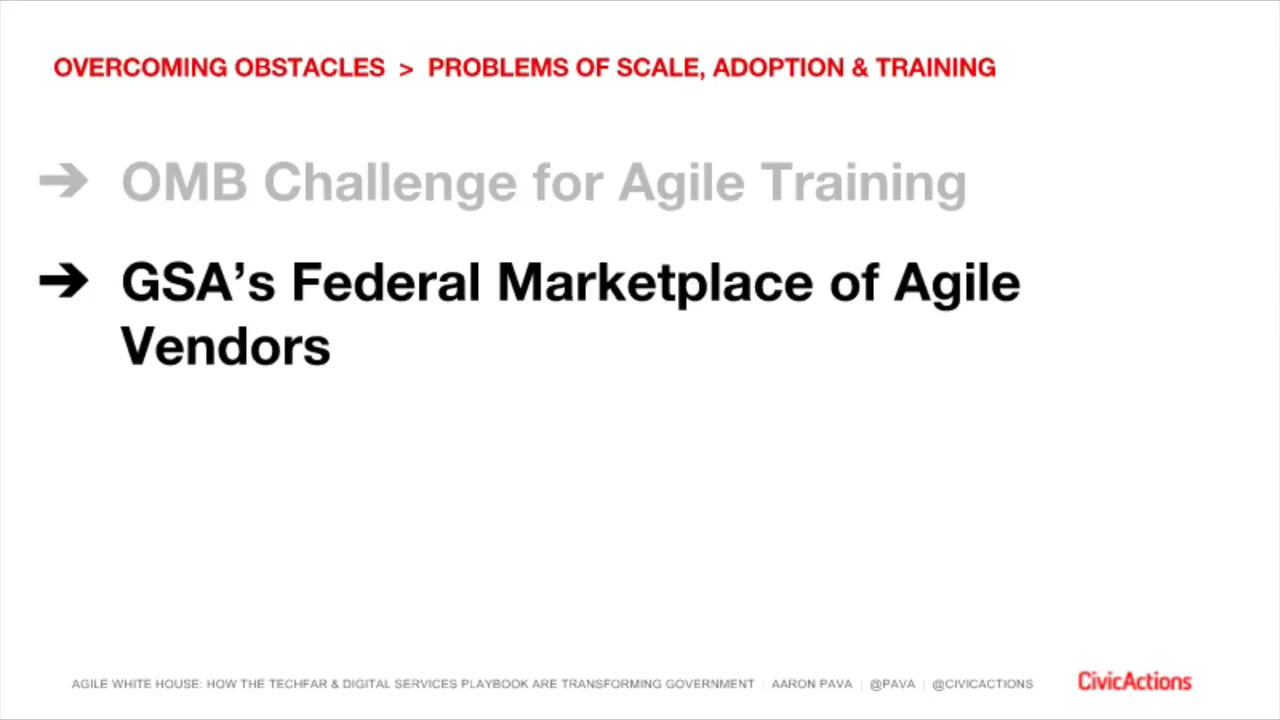 OVERCOMING OBSTACLES > PROBLEMS OF SCALE, ADOPTION & TRAINING
➔ OMB Challenge for Agile Training
➔ GSA’s Federal Marketplace of Agile
Vendors
AGILE WHITE HOUSE: HOW THE TECHFAR & DIGITAL SERVICES PLAYBOOK ARE TRANSFORMING GOVERNMENT | AARON PAVA | @PAVA | @CIVICACTIONS
CivicActions